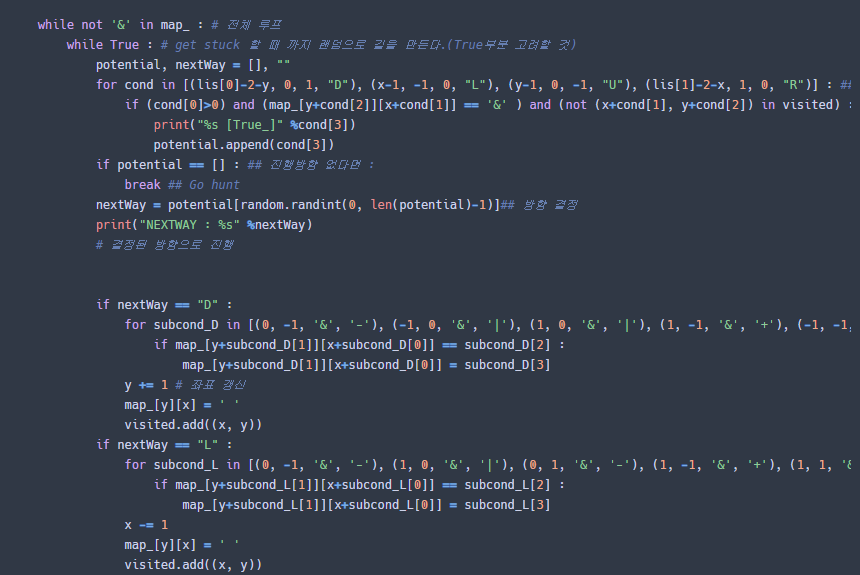 while not '&' in map_ : # 전체 루프
while True : # get stuck 할 때 까지 랜덤으로 길을 만든다.(True부분 고려할 것)
potential, nextWay = [], ""
for cond in [(lis[0]-2-y, 0, 1, "D"), (x-1, -1, 0, "L"), (y-1, 0, -1, "U"), (lis[1]-2-x, 1, 0, "R")] : ##
if (cond[0]>0) and (map_[y+cond[2]][x+cond[1]] == '&' ) and (not (x+cond[1], y+cond[2]) in visited) :
print("%s [True_]" %cond[3])
potential.append(cond[3])
if potential == [] : ## 진행방향 없다면 :
break ## Go hunt
nextWay = potential[random.randint(0, len(potential)-1)]## 방향 결정
print("NEXTWAY : %s" %nextWay)
# 결정된 방향으로 진행
if nextWay == "D" :
for subcond_D in [(0, -1, '&', '-'), (-1, 0, '&', '|'), (1, 0, '&', '|'), (1, -1, '&', '+'), (-1, -1,
if map_[y+subcond_D[1]][x+subcond_D[0]] == subcond_D[2] :
map_[y+subcond_D[1]][x+subcond_D[0]] = subcond_D[3]
y += 1 # 좌표 갱신
map_[y][x] = ' '
visited.add((x, y))
if nextWay == "L" :
for subcond_L in [(0, -1, '&', '-'), (1, 0, '&', '|'), (0, 1, '&', '-'), (1, -1, '&', '+'), (1, 1, '&
if map_[y+subcond_L[1]][x+subcond_L[0]] == subcond_L[2] :
map_[y+subcond_L[1]][x+subcond_L[0]] = subcond_L[3]
x -= 1
map_[y][x] = ' '
visited.add((x, y))